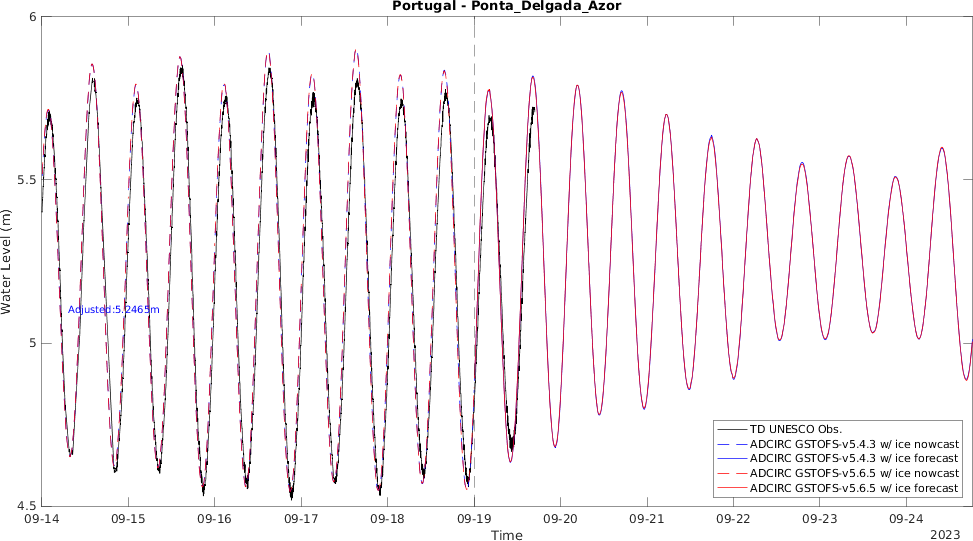 Portugal - Ponta_Delgada_Azor
6
5.5
5
4.5
Water Level (m)
Adjusted:5.2465m
TD UNESCO Obs.
ADCIRC GSTOFS-v5.4.3 w/ ice nowcast
ADCIRC GSTOFS-v5.4.3 w/ ice forecast
ADCIRC GSTOFS-v5.6.5 w/ ice nowcast
ADCIRC GSTOFS-v5.6.5 w/ ice forecast
09-14 09-15 09-16 09-17 09-18 09-19 09-20 09-21 09-22 09-23 09-24
Time
2023